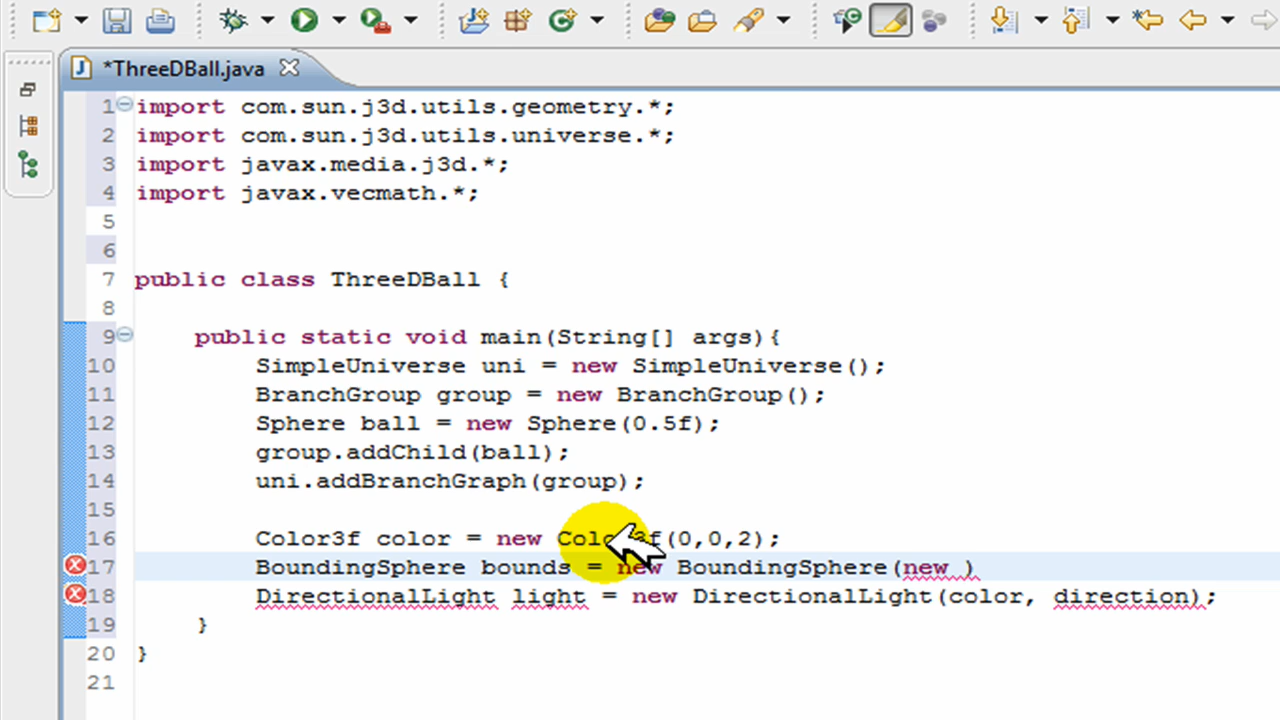 *ThreeDBall.java
1 import com.sun.j3d.utils.geometry.*;
2 import com.sun.j3d.utils.universe.*;
3 import javax.media.j3d.*;
4 import javax.vecmath.*;
5
6
7 public class ThreeDBall {
8
9     public static void main(String[] args){
10         SimpleUniverse uni = new SimpleUniverse();
11         BranchGroup group = new BranchGroup();
12         Sphere ball = new Sphere(0.5f);
13         group.addChild(ball);
14         uni.addBranchGraph(group);
15
16         Color3f color = new Color3f(0,0,2);
17         BoundingSphere bounds = new BoundingSphere(new )
18         DirectionalLight light = new DirectionalLight(color, direction);
19     }
20 }
21